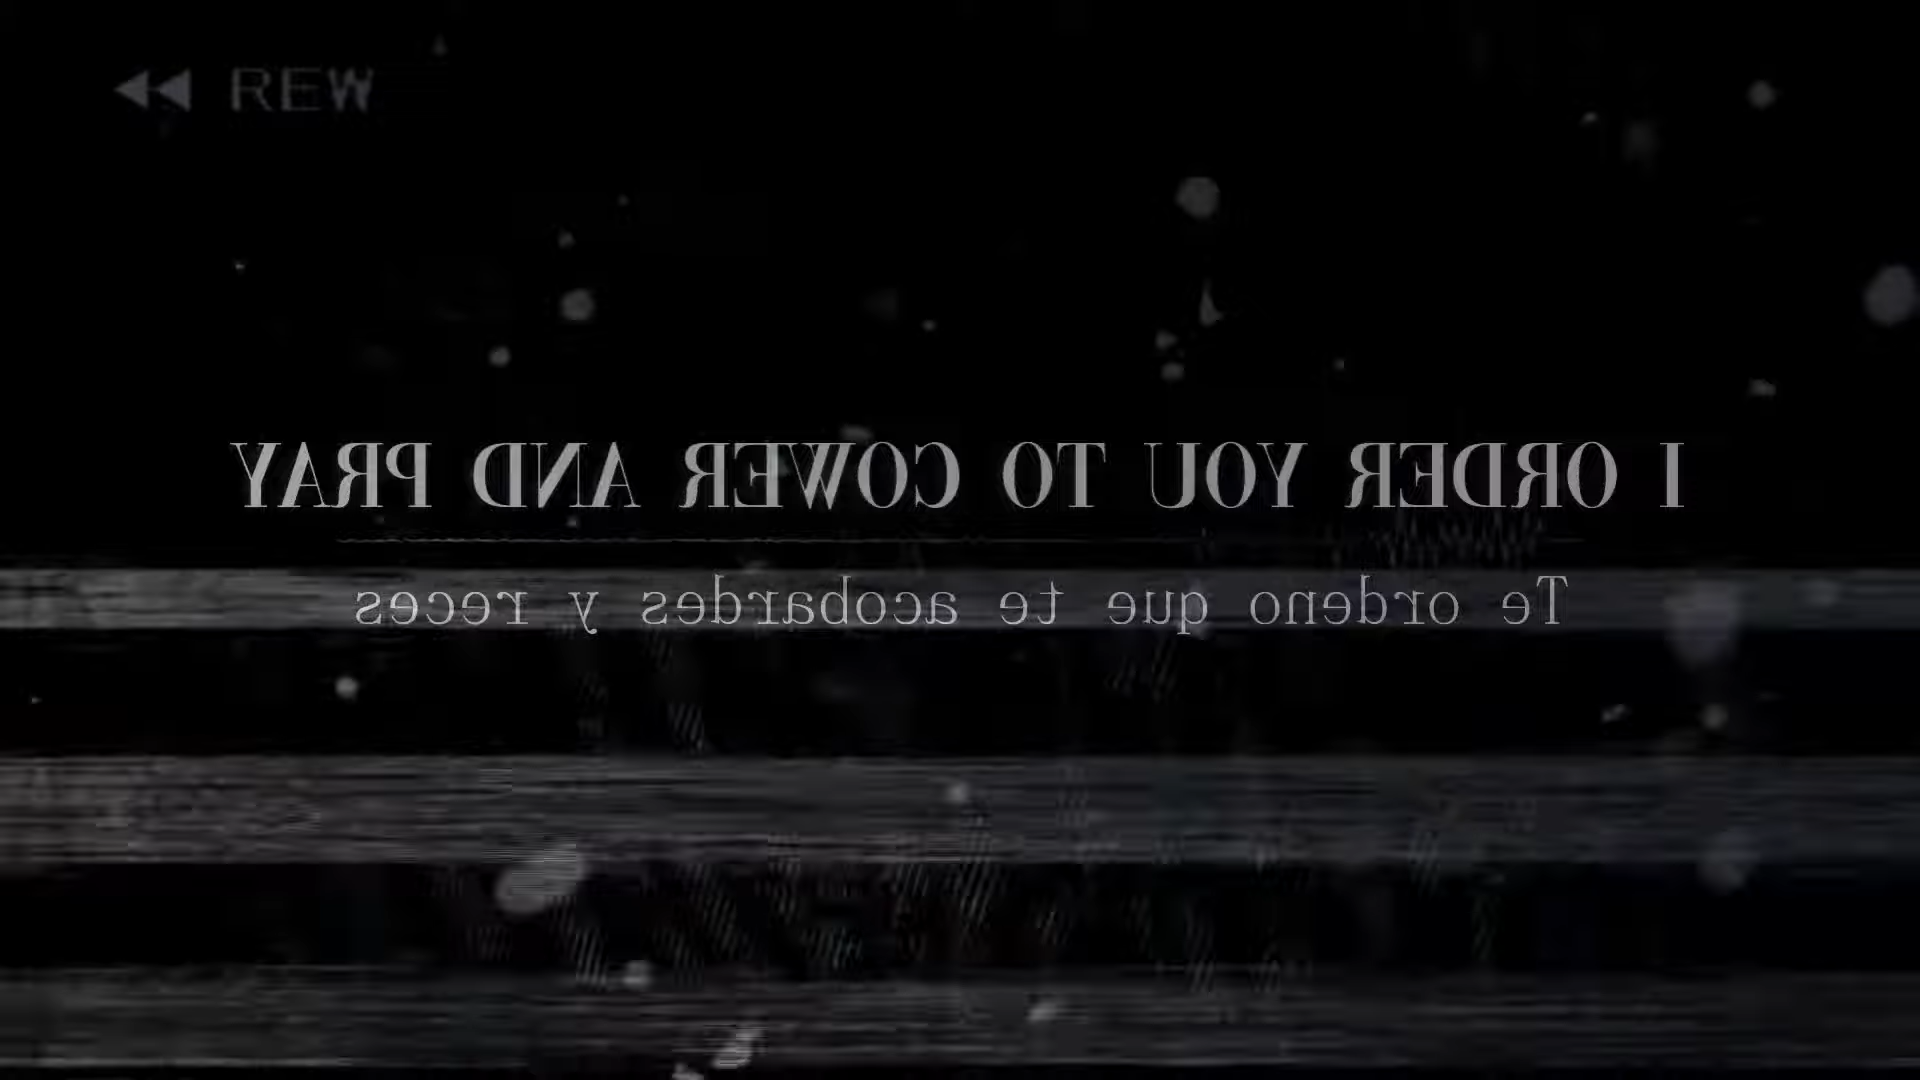 REW
I ORDER YOU TO COWER AND PRAY
Te ordeno que te acobardes y reces